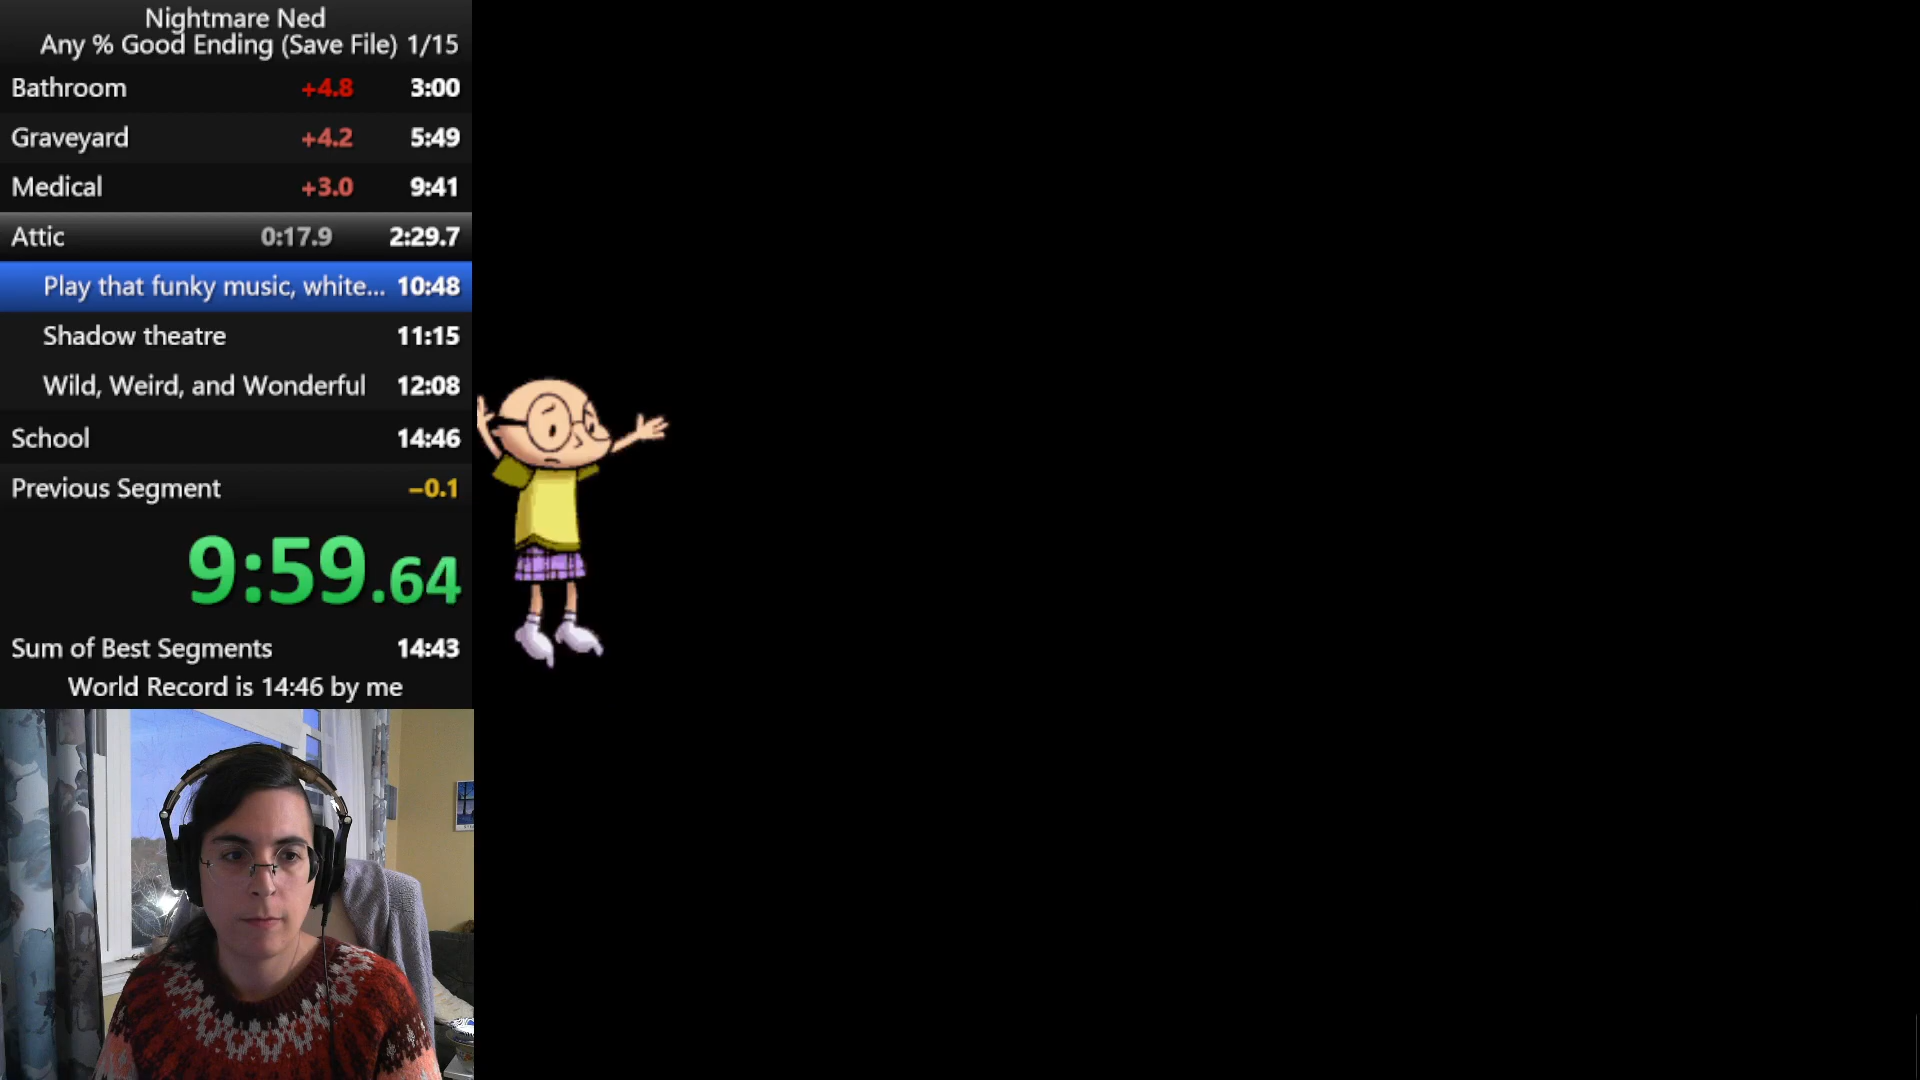 Nightmare Ned
Any % Good Ending (Save File) 1/15
Bathroom +4.8 3:00
Graveyard +4.2 5:49
Medical +3.0 9:41
Attic 0:17.9 2:29.7
Play that funky music, white... 10:48
Shadow theatre 11:15
Wild, Weird, and Wonderful 12:08
School 14:46
Previous Segment −0.1
9:59.64
Sum of Best Segments 14:43
World Record is 14:46 by me